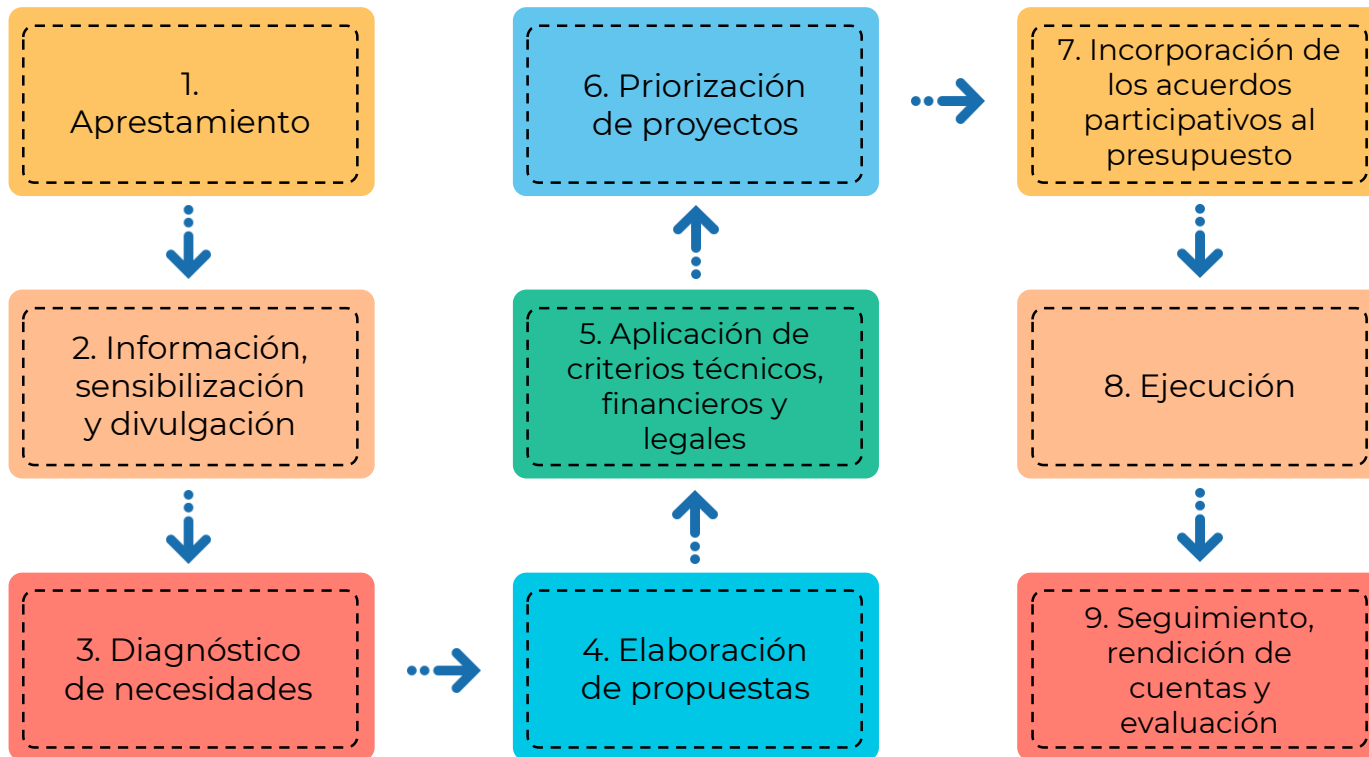 1.
Aprestamiento
2. Información,
sensibilización
y divulgación
3. Diagnóstico
de necesidades
4. Elaboración
de propuestas
5. Aplicación de
criterios técnicos,
financieros y
legales
6. Priorización
de proyectos
7. Incorporación de
los acuerdos
participativos al
presupuesto
8. Ejecución
9. Seguimiento,
rendición de
cuentas y
evaluación